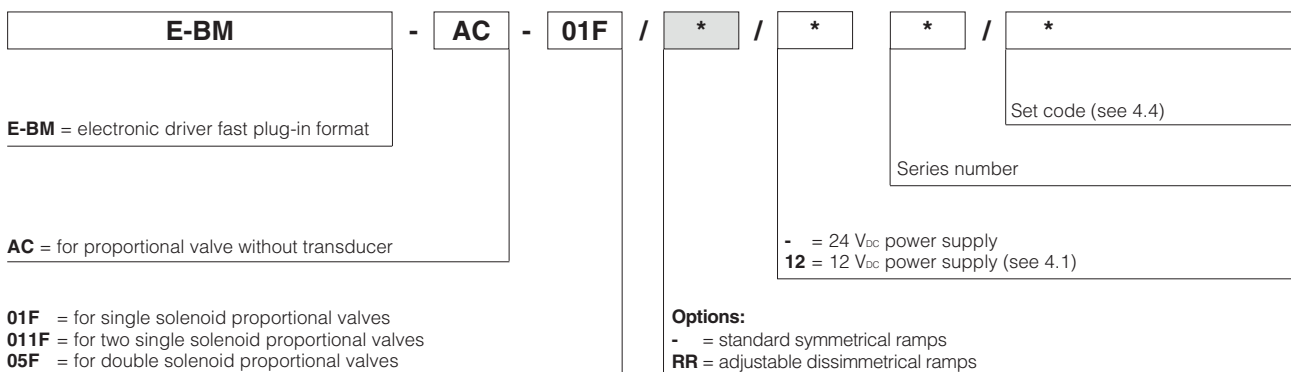 E-BM - AC - 01F / * / * * / *
Set code (see 4.4)
E-BM = electronic driver fast plug-in format
Series number
AC = for proportional valve without transducer
- = 24 VDC power supply
12 = 12 VDC power supply (see 4.1)
01F = for single solenoid proportional valves
011F = for two single solenoid proportional valves
05F = for double solenoid proportional valves
Options:
- = standard symmetrical ramps
RR = adjustable dissimmetrical ramps